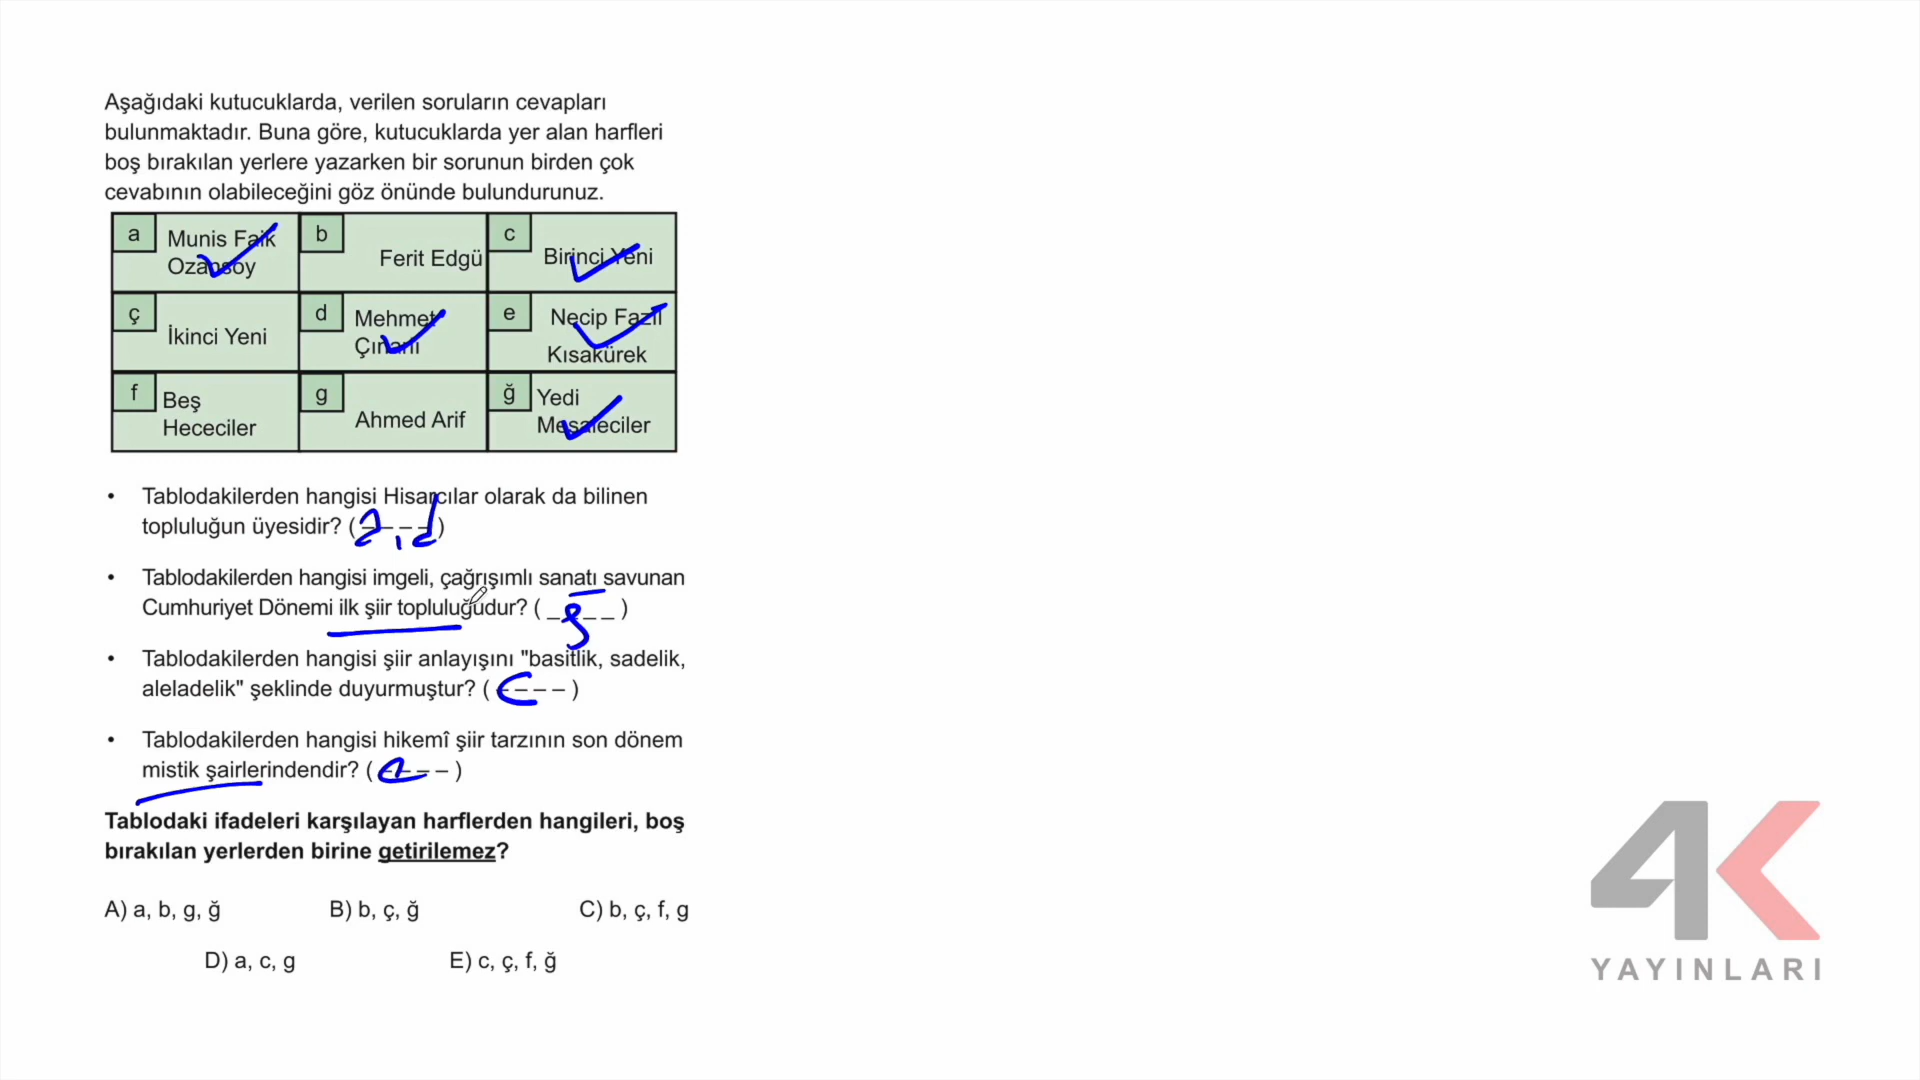 Aşağıdaki kutucuklarda, verilen soruların cevapları
bulunmaktadır. Buna göre, kutucuklarda yer alan harfleri
boş bırakılan yerlere yazarken bir sorunun birden çok
cevabının olabileceğini göz önünde bulundurunuz.
a Munis Faik Ozansoy
b Ferit Edgü
c Birinci Yeni
ç İkinci Yeni
d Mehmet Çınarlı
e Necip Fazıl Kısakürek
f Beş Hececiler
g Ahmed Arif
ğ Yedi Meşaleciler
• Tablodakilerden hangisi Hisarcılar olarak da bilinen
topluluğun üyesidir? (a, d)
• Tablodakilerden hangisi imgeli, çağrışımlı sanatı savunan
Cumhuriyet Dönemi ilk şiir topluluğudur? ( _ ğ _ _ )
• Tablodakilerden hangisi şiir anlayışını "basitlik, sadelik,
aleladelik" şeklinde duyurmuştur? ( c _ _ _ )
• Tablodakilerden hangisi hikemî şiir tarzının son dönem
mistik şairlerindendir? ( e _ _ )
Tablodaki ifadeleri karşılayan harflerden hangileri, boş
bırakılan yerlerden birine getirilemez?
A) a, b, g, ğ B) b, ç, ğ C) b, ç, f, g
D) a, c, g E) c, ç, f, ğ
4K
YAYINLARI